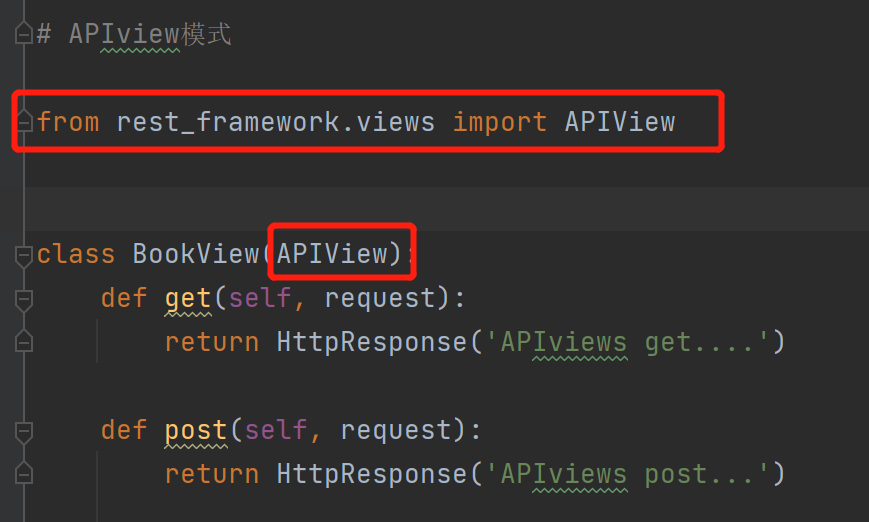 # APIview模式
from rest_framework.views import APIView
class BookView(APIView):
def get(self, request):
return HttpResponse('APIviews get....')
def post(self, request):
return HttpResponse('APIviews post...')